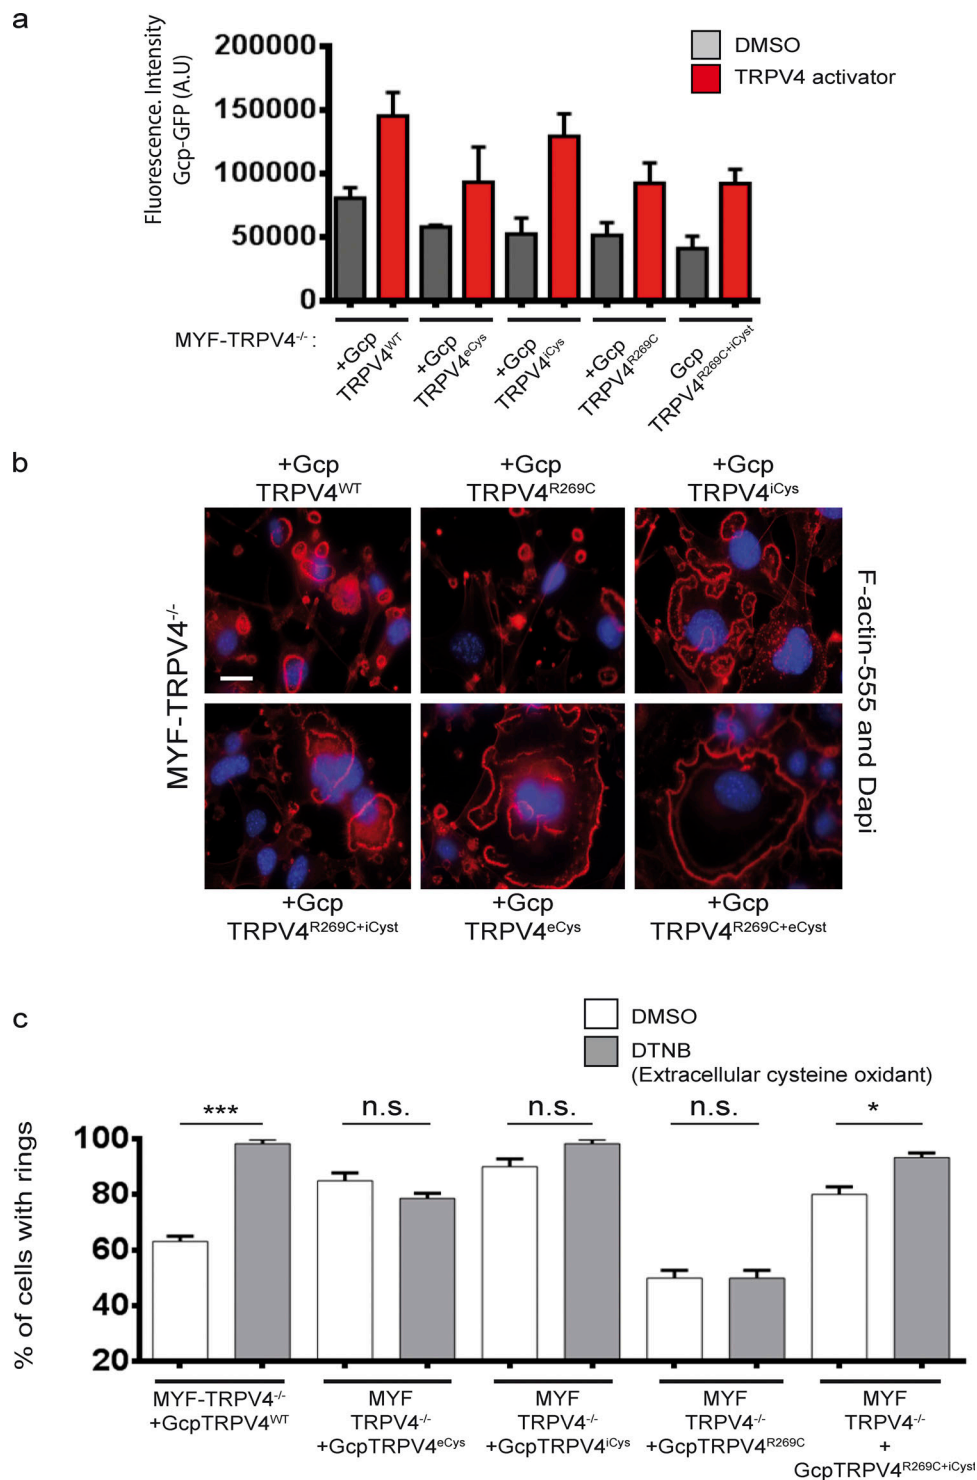 a
200000
150000
100000
50000
0
Fluorescence. Intensity
Gcp-GFP (A.U)
DMSO
TRPV4 activator
MYF-TRPV4-/- :
+Gcp
TRPV4WT
+Gcp
TRPV4eCys
+Gcp
TRPV4iCys
+Gcp
TRPV4R269C
Gcp
TRPV4R269C+iCyst
b
+Gcp
TRPV4WT
+Gcp
TRPV4R269C
+Gcp
TRPV4iCys
MYF-TRPV4-/-
F-actin-555 and Dapi
+Gcp
TRPV4R269C+iCyst
+Gcp
TRPV4eCys
+Gcp
TRPV4R269C+eCyst
c
DMSO
DTNB
(Extracellular cysteine oxidant)
% of cells with rings
100
80
60
40
20
***
n.s.
n.s.
n.s.
*
MYF-TRPV4-/-
+GcpTRPV4WT
MYF
TRPV4-/-
+GcpTRPV4eCys
MYF
TRPV4-/-
+GcpTRPV4iCys
MYF
TRPV4-/-
+GcpTRPV4R269C
MYF
TRPV4-/-
+
GcpTRPV4R269C+iCyst